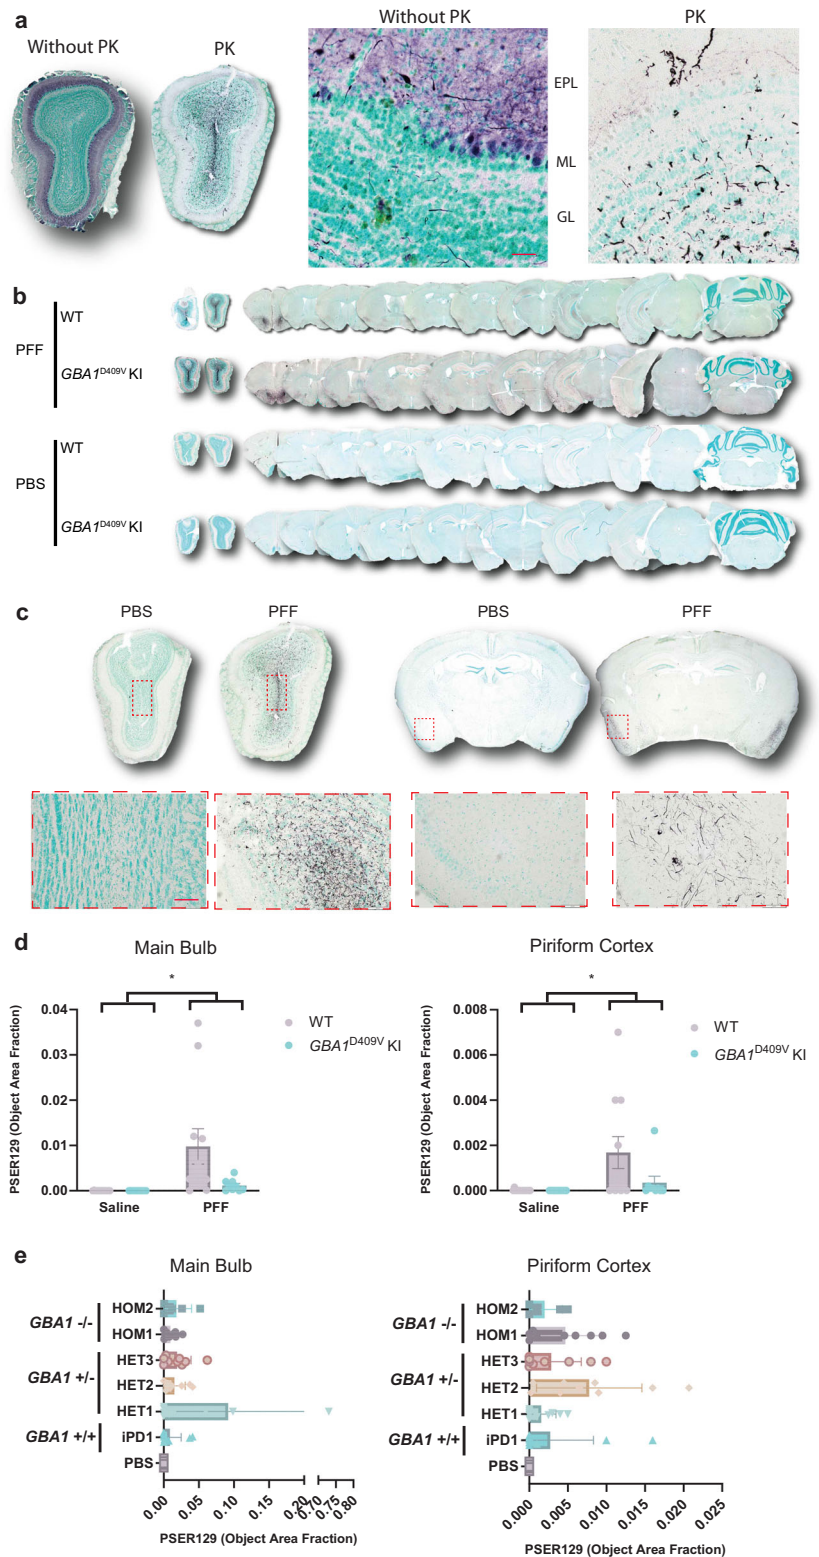 a
Without PK
PK
Without PK
PK
EPL
ML
GL
b
PFF
WT
GBA1D409V KI
PBS
WT
GBA1D409V KI
c
PBS
PFF
PBS
PFF
d
Main Bulb
*
PSER129 (Object Area Fraction)
0.04
0.03
0.02
0.01
0.00
Saline
PFF
WT
GBA1D409V KI
Piriform Cortex
*
PSER129 (Object Area Fraction)
0.008
0.006
0.004
0.002
0.000
Saline
PFF
WT
GBA1D409V KI
e
Main Bulb
GBA1 -/-
HOM2
HOM1
GBA1 +/-
HET3
HET2
HET1
GBA1 +/+
iPD1
PBS
0.00
0.05
0.10
0.15
0.20
0.70
0.75
0.80
PSER129 (Object Area Fraction)
Piriform Cortex
GBA1 -/-
HOM2
HOM1
GBA1 +/-
HET3
HET2
HET1
GBA1 +/+
iPD1
PBS
0.000
0.005
0.010
0.015
0.020
0.025
PSER129 (Object Area Fraction)